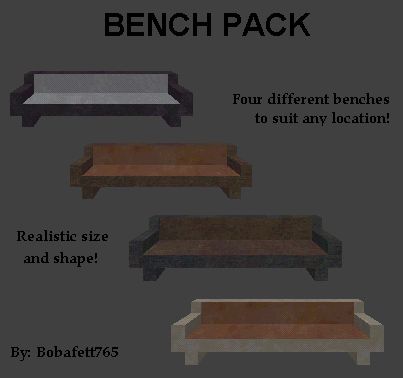 BENCH PACK
Four different benches
to suit any location!
Realistic size
and shape!
By: Bobafett765